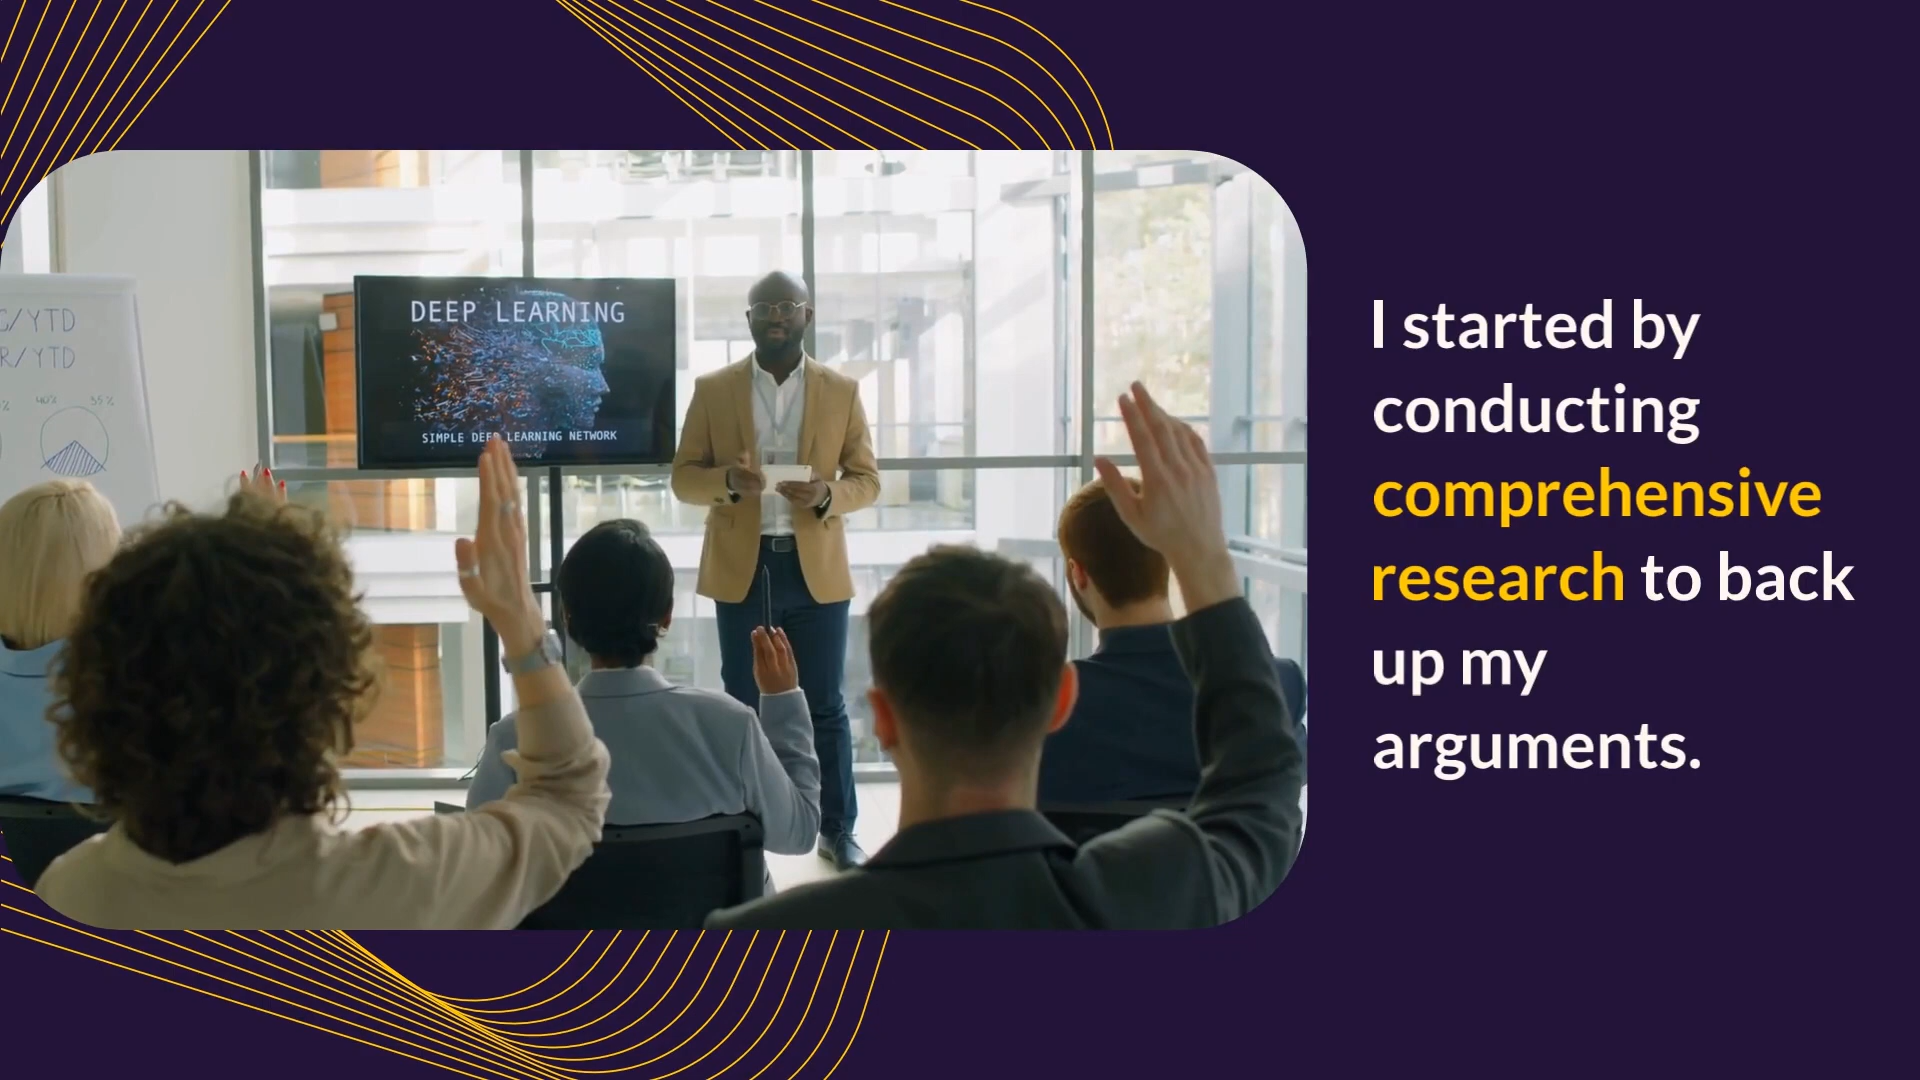 I started by
conducting
comprehensive
research to back
up my
arguments.
DEEP LEARNING
SIMPLE DEEP LEARNING NETWORK
/YTD
R/YTD
40% 35%